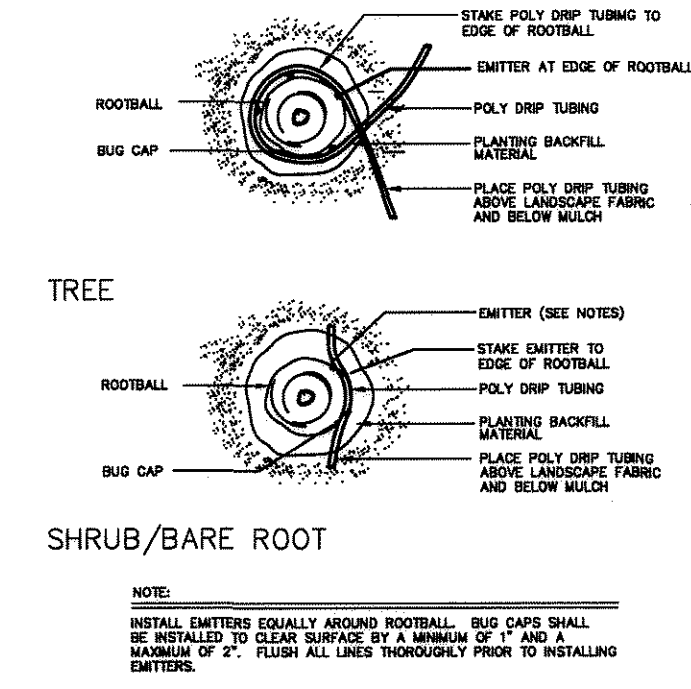 STAKE POLY DRIP TUBIMG TO
EDGE OF ROOTBALL
EMITTER AT EDGE OF ROOTBALL
ROOTBALL
POLY DRIP TUBING
BUG CAP
PLANTING BACKFILL
MATERIAL
PLACE POLY DRIP TUBING
ABOVE LANDSCAPE FABRIC
AND BELOW MULCH
TREE
EMITTER (SEE NOTES)
STAKE EMITTER TO
EDGE OF ROOTBALL
ROOTBALL
POLY DRIP TUBING
PLANTING BACKFILL
MATERIAL
BUG CAP
PLACE POLY DRIP TUBING
ABOVE LANDSCAPE FABRIC
AND BELOW MULCH
SHRUB/BARE ROOT
NOTE:
INSTALL EMITTERS EQUALLY AROUND ROOTBALL. BUG CAPS SHALL
BE INSTALLED TO CLEAR SURFACE BY A MINIMUM OF 1" AND A
MAXIMUM OF 2". FLUSH ALL LINES THOROUGHLY PRIOR TO INSTALLING
EMITTERS.